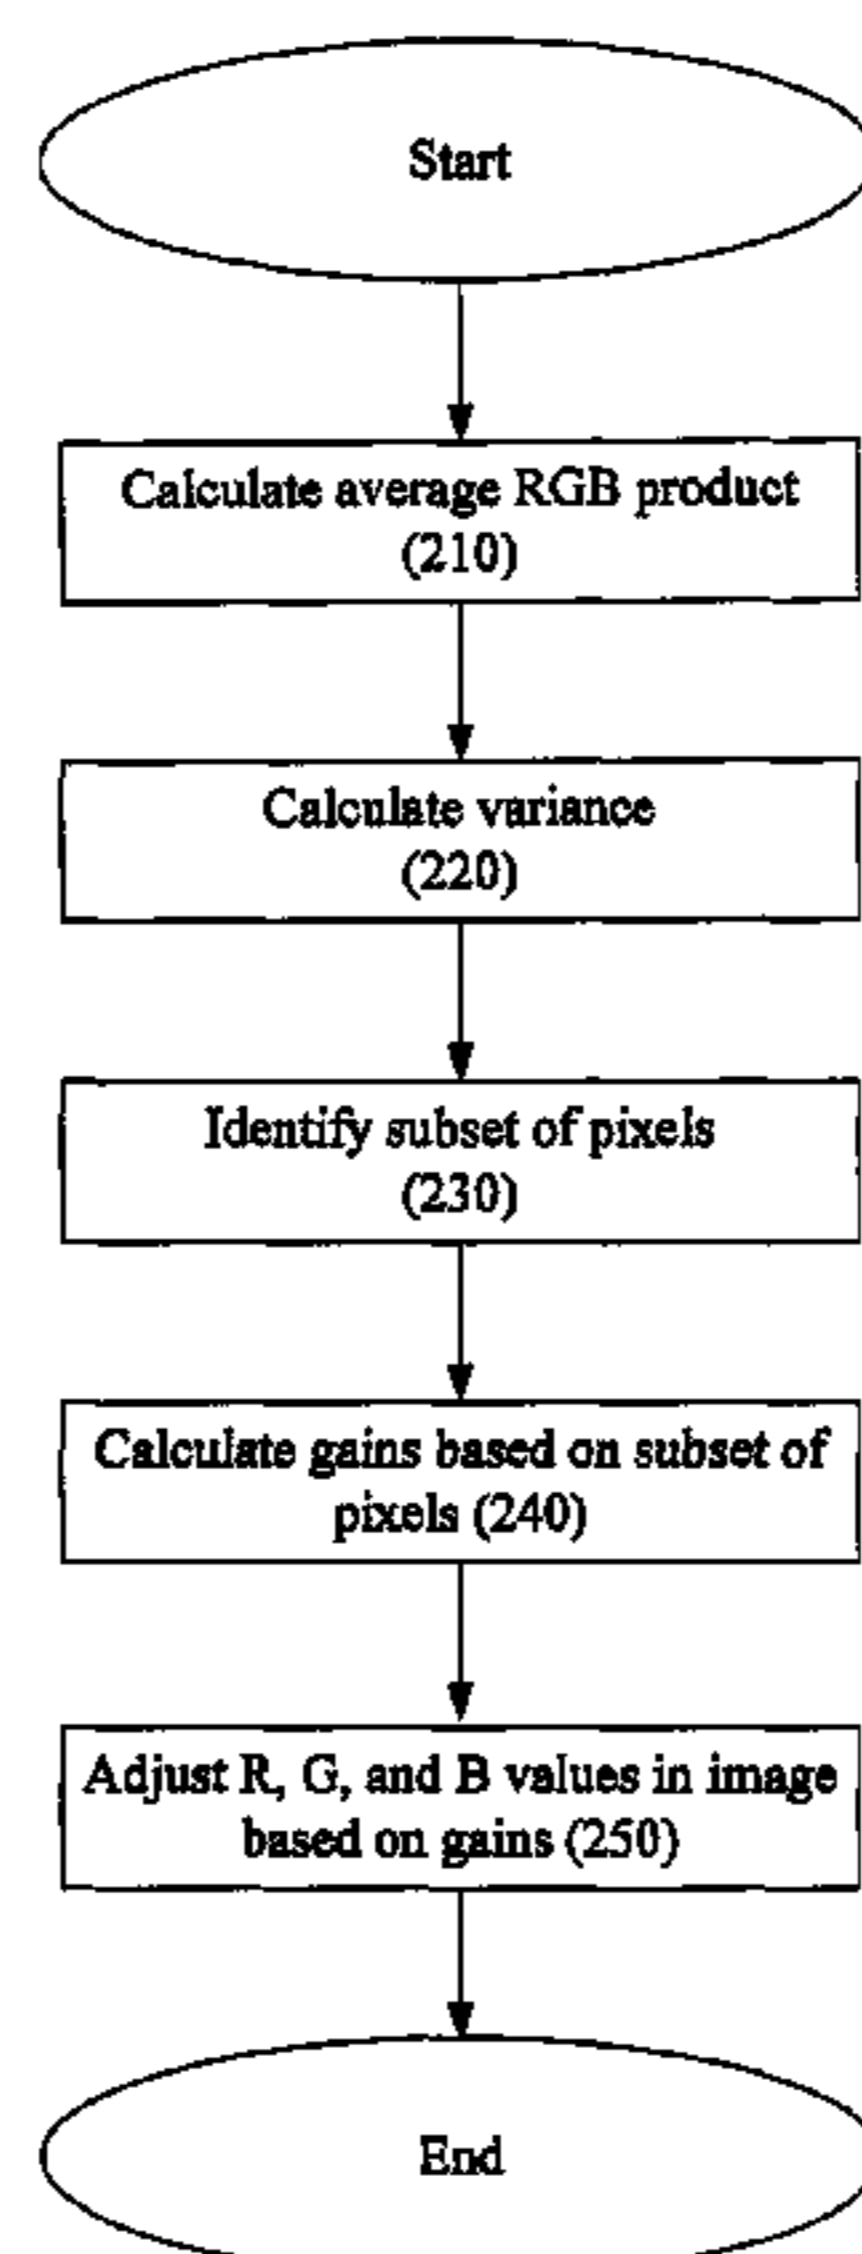 Start
Calculate average RGB product
(210)
Calculate variance
(220)
Identify subset of pixels
(230)
Calculate gains based on subset of
pixels (240)
Adjust R, G, and B values in image
based on gains (250)
End